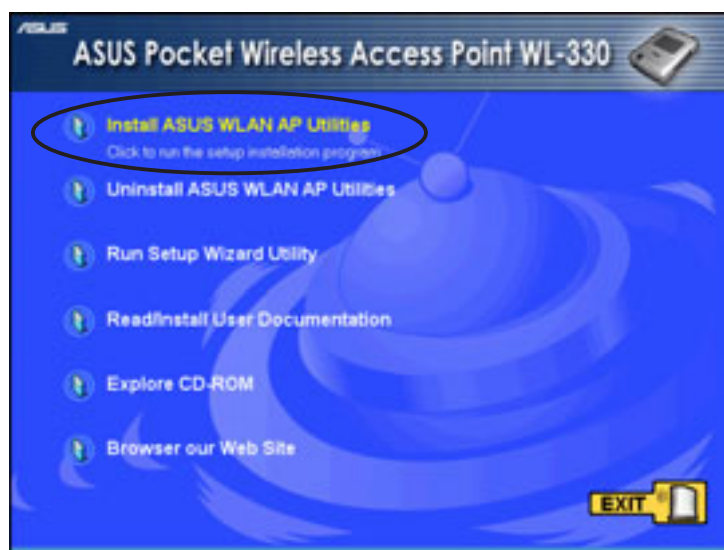 ASUS
ASUS Pocket Wireless Access Point WL-330
Install ASUS WLAN AP Utilities
Click to run the setup installation program.
Uninstall ASUS WLAN AP Utilities
Run Setup Wizard Utility
Read/Install User Documentation
Explore CD-ROM
Browser our Web Site
EXIT